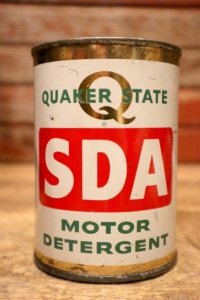 Q
QUAKER STATE
SDA
MOTOR
DETERGENT